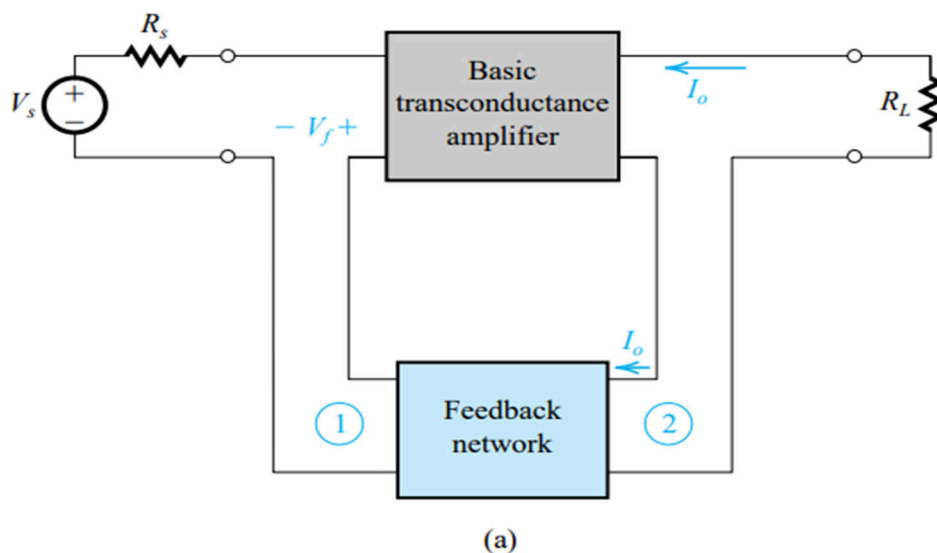 R_s
V_s
+
−
− V_f +
Basic
transconductance
amplifier
I_o
R_L
I_o
1
2
Feedback
network
(a)